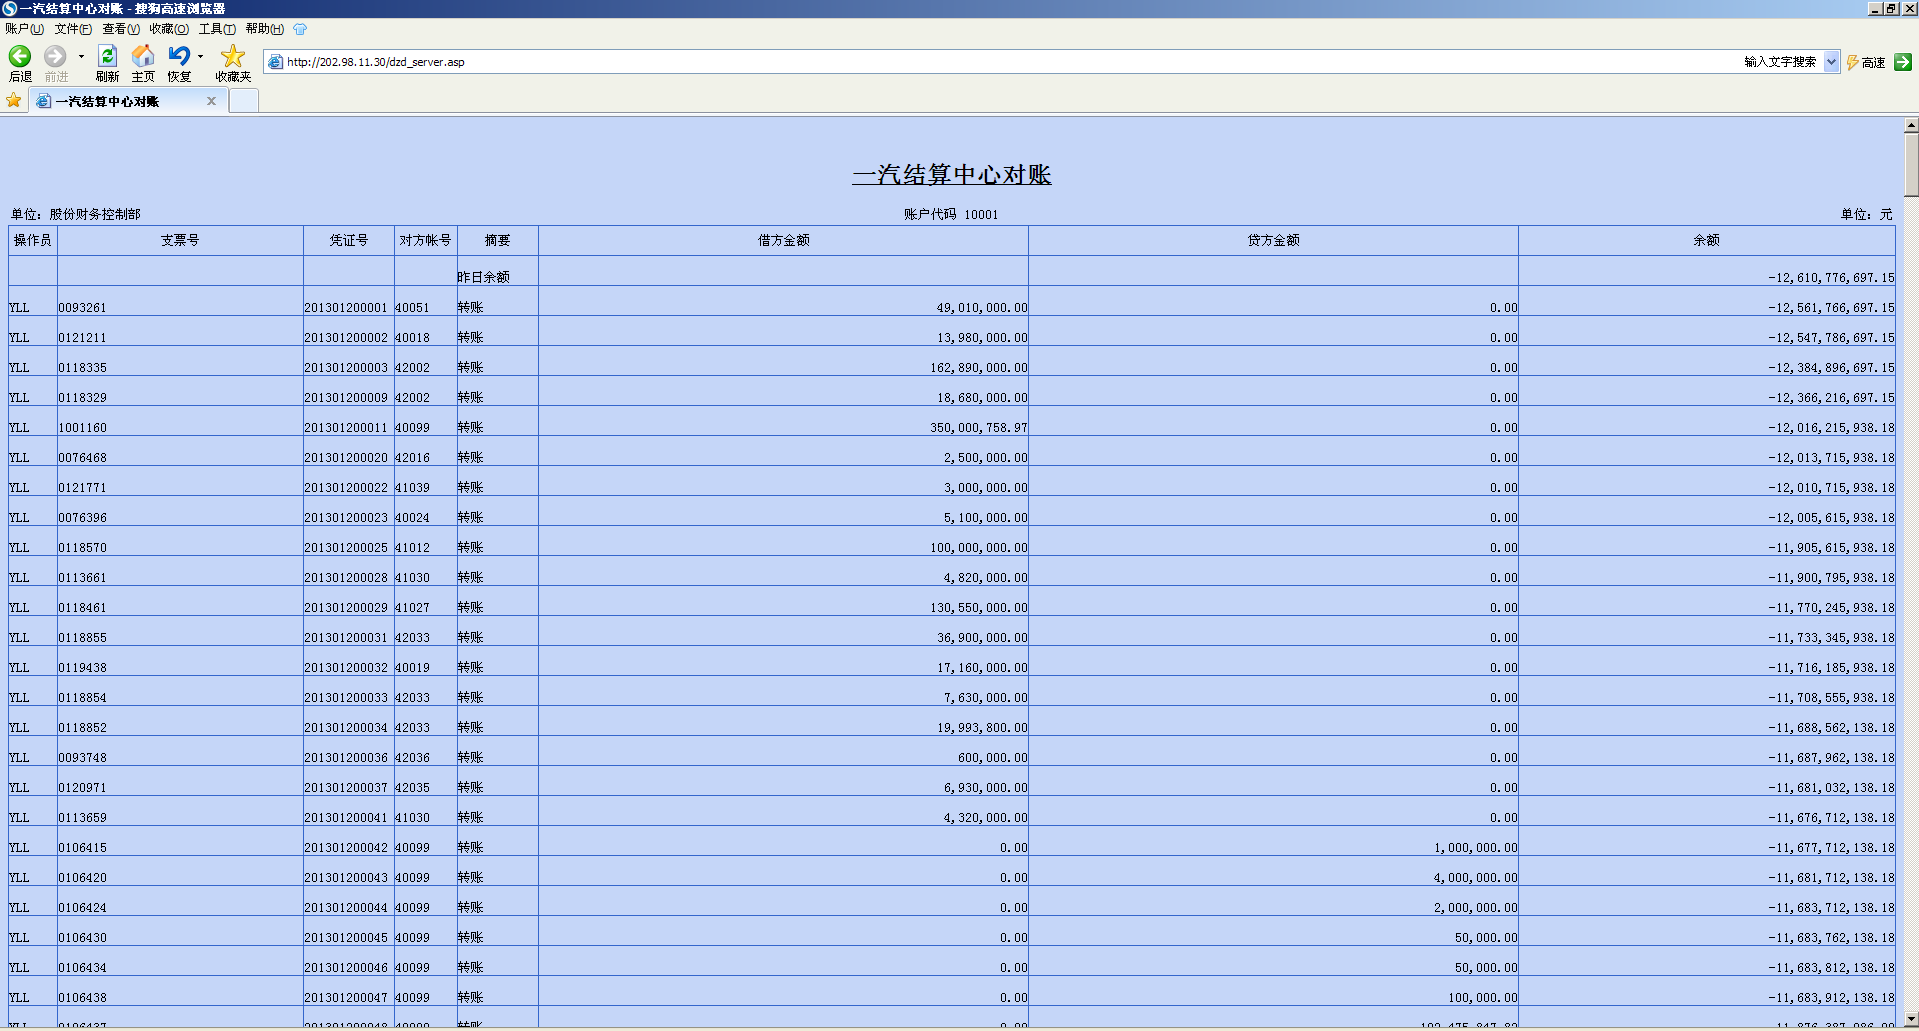 一汽结算中心对账 - 搜狗高速浏览器
账户(U) 文件(F) 查看(V) 收藏(O) 工具(T) 帮助(H)
后退 前进 刷新 主页 恢复 收藏夹 http://202.98.11.30/dzd_server.asp 输入文字搜索 高速
一汽结算中心对账 x
一汽结算中心对账
单位: 股份财务控制部 账户代码 10001 单位: 元
操作员 支票号 凭证号 对方帐号 摘要 借方金额 贷方金额 余额
昨日余额 -12,610,776,697.15
YLL 0093261 201301200001 40051 转账 49,010,000.00 0.00 -12,561,766,697.15
YLL 0121211 201301200002 40018 转账 13,980,000.00 0.00 -12,547,786,697.15
YLL 0118335 201301200003 42002 转账 162,890,000.00 0.00 -12,384,896,697.15
YLL 0118329 201301200009 42002 转账 18,680,000.00 0.00 -12,366,216,697.15
YLL 1001160 201301200011 40099 转账 350,000,758.97 0.00 -12,016,215,938.18
YLL 0076468 201301200020 42016 转账 2,500,000.00 0.00 -12,013,715,938.18
YLL 0121771 201301200022 41039 转账 3,000,000.00 0.00 -12,010,715,938.18
YLL 0076396 201301200023 40024 转账 5,100,000.00 0.00 -12,005,615,938.18
YLL 0118570 201301200025 41012 转账 100,000,000.00 0.00 -11,905,615,938.18
YLL 0113661 201301200028 41030 转账 4,820,000.00 0.00 -11,900,795,938.18
YLL 0118461 201301200029 41027 转账 130,550,000.00 0.00 -11,770,245,938.18
YLL 0118855 201301200031 42033 转账 36,900,000.00 0.00 -11,733,345,938.18
YLL 0119438 201301200032 40019 转账 17,160,000.00 0.00 -11,716,185,938.18
YLL 0118854 201301200033 42033 转账 7,630,000.00 0.00 -11,708,555,938.18
YLL 0118852 201301200034 42033 转账 19,993,800.00 0.00 -11,688,562,138.18
YLL 0093748 201301200036 42036 转账 600,000.00 0.00 -11,687,962,138.18
YLL 0120971 201301200037 42035 转账 6,930,000.00 0.00 -11,681,032,138.18
YLL 0113659 201301200041 41030 转账 4,320,000.00 0.00 -11,676,712,138.18
YLL 0106415 201301200042 40099 转账 0.00 1,000,000.00 -11,677,712,138.18
YLL 0106420 201301200043 40099 转账 0.00 4,000,000.00 -11,681,712,138.18
YLL 0106424 201301200044 40099 转账 0.00 2,000,000.00 -11,683,712,138.18
YLL 0106430 201301200045 40099 转账 0.00 50,000.00 -11,683,762,138.18
YLL 0106434 201301200046 40099 转账 0.00 50,000.00 -11,683,812,138.18
YLL 0106438 201301200047 40099 转账 0.00 100,000.00 -11,683,912,138.18